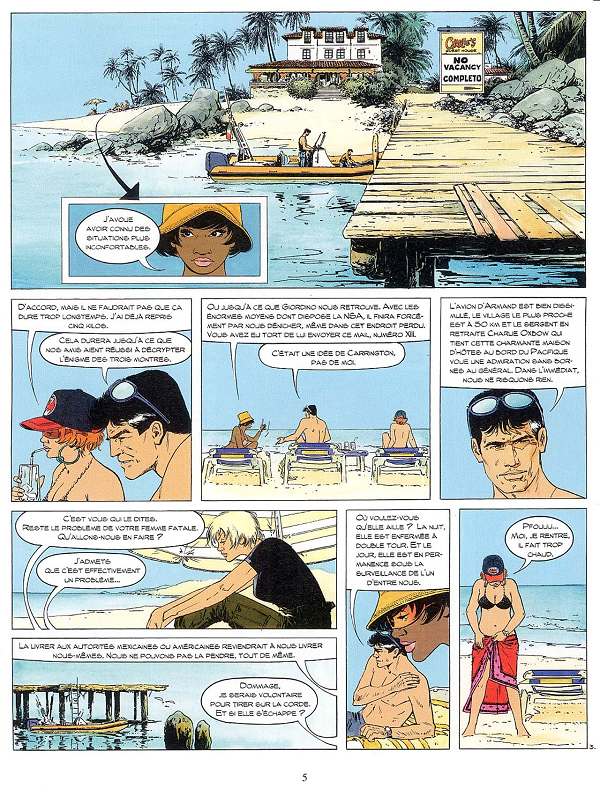 Charlie's
GUEST HOUSE
NO
VACANCY
COMPLETO
J'AVOUE
AVOIR CONNU DES
SITUATIONS PLUS
INCONFORTABLES.
D'ACCORD, MAIS IL NE FAUDRAIT PAS QUE ÇA
DURE TROP LONGTEMPS. J'AI DÉJÀ REPRIS
CINQ KILOS.
CELA DURERA JUSQU'À CE QUE
NOS AMIS AIENT RÉUSSI À DÉCRYPTER
L'ÉNIGME DES TROIS MONTRES.
OU JUSQU'À CE QUE GIORDINO NOUS RETROUVE. AVEC LES
ÉNORMES MOYENS DONT DISPOSE LA NSA, IL FINIRA FORCÉ-
MENT PAR NOUS DÉNICHER, MÊME DANS CET ENDROIT PERDU.
VOUS AVEZ EU TORT DE LUI ENVOYER CE MAIL, NUMÉRO XIII.
C'ÉTAIT UNE IDÉE DE CARRINGTON,
PAS DE MOI.
L'AVION D'ARMAND EST BIEN DISSI-
MULÉ, LE VILLAGE LE PLUS PROCHE
EST À 50 KM ET LE SERGENT EN
RETRAITE CHARLIE OXBOW QUI
TIENT CETTE CHARMANTE MAISON
D'HÔTES AU BORD DU PACIFIQUE
VOUE UNE ADMIRATION SANS BOR-
NES AU GÉNÉRAL. DANS L'IMMÉDIAT,
NOUS NE RISQUONS RIEN.
C'EST VOUS QUI LE DITES.
RESTE LE PROBLÈME DE VOTRE FEMME FATALE.
QU'ALLONS-NOUS EN FAIRE ?
J'ADMETS
QUE C'EST EFFECTIVEMENT
UN PROBLÈME...
LA LIVRER AUX AUTORITÉS MEXICAINES OU AMÉRICAINES REVIENDRAIT À NOUS LIVRER
NOUS-MÊMES. NOUS NE POUVONS PAS LA PENDRE, TOUT DE MÊME.
DOMMAGE,
JE SERAIS VOLONTAIRE
POUR TIRER SUR LA CORDE.
ET SI ELLE S'ÉCHAPPE ?
OÙ VOULEZ-VOUS
QU'ELLE AILLE ? LA NUIT,
ELLE EST ENFERMÉE À
DOUBLE TOUR. ET LE
JOUR, ELLE EST EN PER-
MANENCE SOUS LA
SURVEILLANCE DE L'UN
D'ENTRE NOUS.
PFOUUU...
MOI, JE RENTRE,
IL FAIT TROP
CHAUD.
3.
5